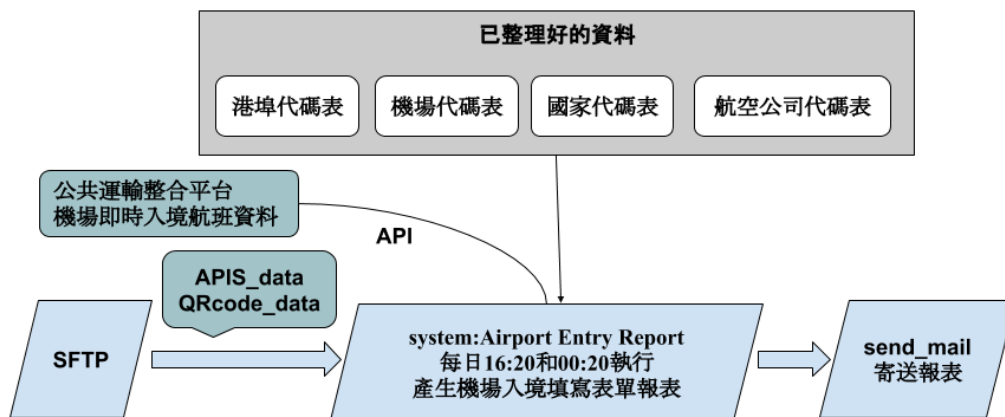 已整理好的資料
港埠代碼表
機場代碼表
國家代碼表
航空公司代碼表
公共運輸整合平台
機場即時入境航班資料
API
APIS_data
QRcode_data
SFTP
system:Airport Entry Report
每日16:20和00:20執行
產生機場入境填寫表單報表
send_mail
寄送報表